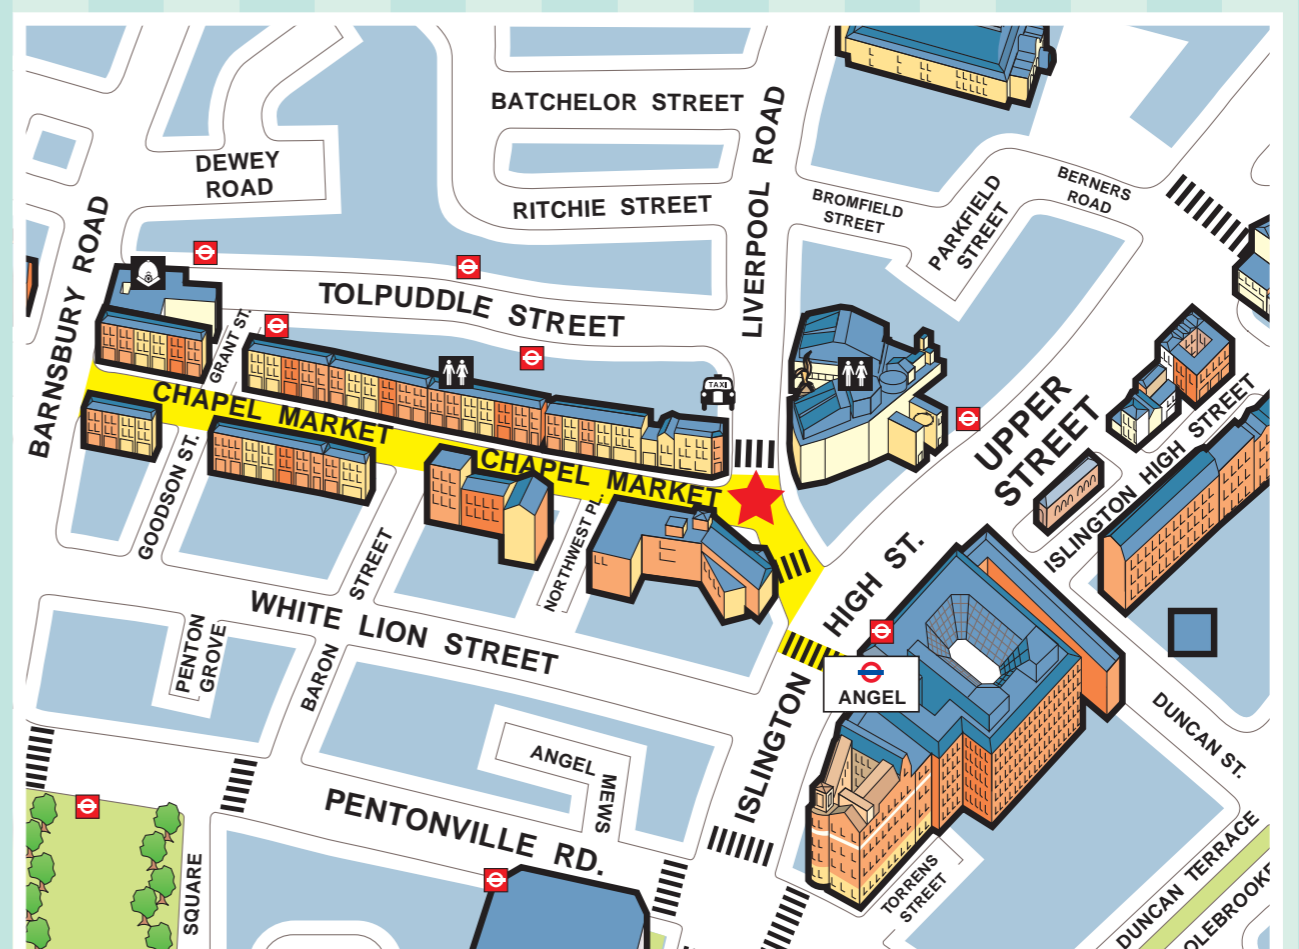 BATCHELOR STREET
LIVERPOOL ROAD
DEWEY
ROAD
RITCHIE STREET
BROMFIELD
STREET
PARKFIELD
STREET
BERNERS
ROAD
BARNSBURY ROAD
TOLPUDDLE STREET
GRANT ST.
TAXI
CHAPEL MARKET
CHAPEL MARKET
UPPER
STREET
ISLINGTON HIGH STREET
GOODSON ST.
NORTHWEST PL.
HIGH ST.
ISLINGTON
WHITE LION STREET
BARON STREET
PENTON
GROVE
ANGEL
DUNCAN ST.
ANGEL MEWS
PENTONVILLE RD.
SQUARE
TORRENS
STREET
DUNCAN TERRACE
OLEBROOKE